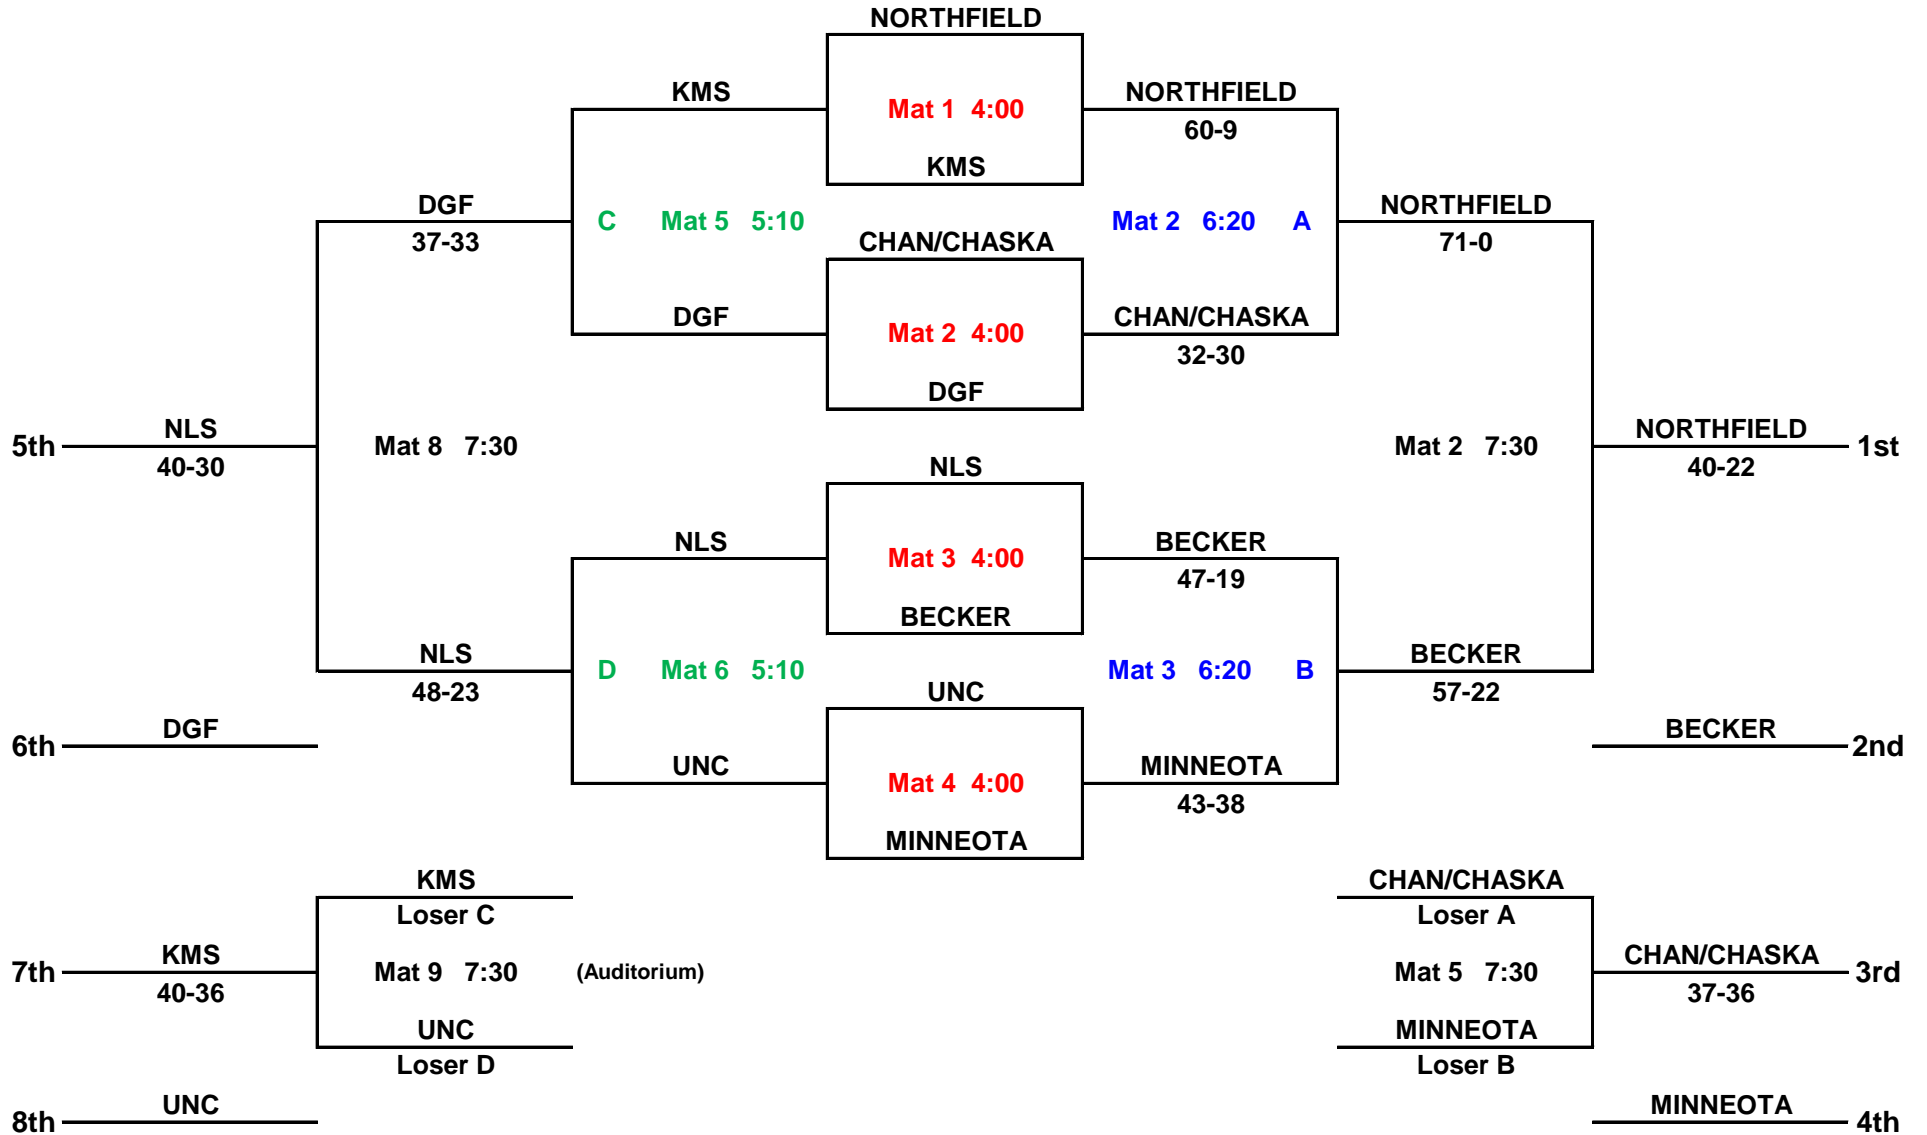 NORTHFIELD
KMS
Mat 1 4:00
NORTHFIELD
60-9
KMS
DGF
37-33
C Mat 5 5:10
Mat 2 6:20 A
NORTHFIELD
71-0
CHAN/CHASKA
DGF
Mat 2 4:00
CHAN/CHASKA
32-30
DGF
5th
NLS
40-30
Mat 8 7:30
Mat 2 7:30
NORTHFIELD
40-22
1st
NLS
NLS
Mat 3 4:00
BECKER
47-19
BECKER
NLS
48-23
D Mat 6 5:10
Mat 3 6:20 B
BECKER
57-22
UNC
6th
DGF
BECKER
2nd
UNC
Mat 4 4:00
MINNEOTA
43-38
MINNEOTA
KMS
Loser C
CHAN/CHASKA
Loser A
7th
KMS
40-36
Mat 9 7:30
(Auditorium)
Mat 5 7:30
CHAN/CHASKA
37-36
3rd
UNC
Loser D
MINNEOTA
Loser B
8th
UNC
MINNEOTA
4th